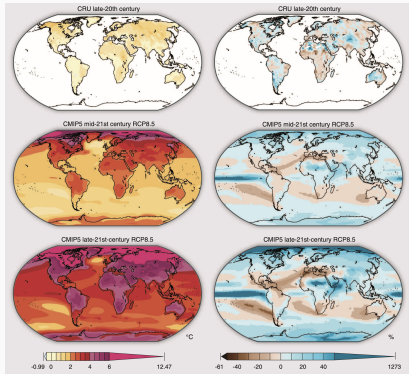 CRU late-20th century
CRU late-20th century
CMIP5 mid-21st century RCP8.5
CMIP5 mid-21st century RCP8.5
CMIP5 late-21st-century RCP8.5
CMIP5 late-21st-century RCP8.5
°C
%
-0.99 0 2 4 6 12.47
-61 -40 -20 0 20 40 1273